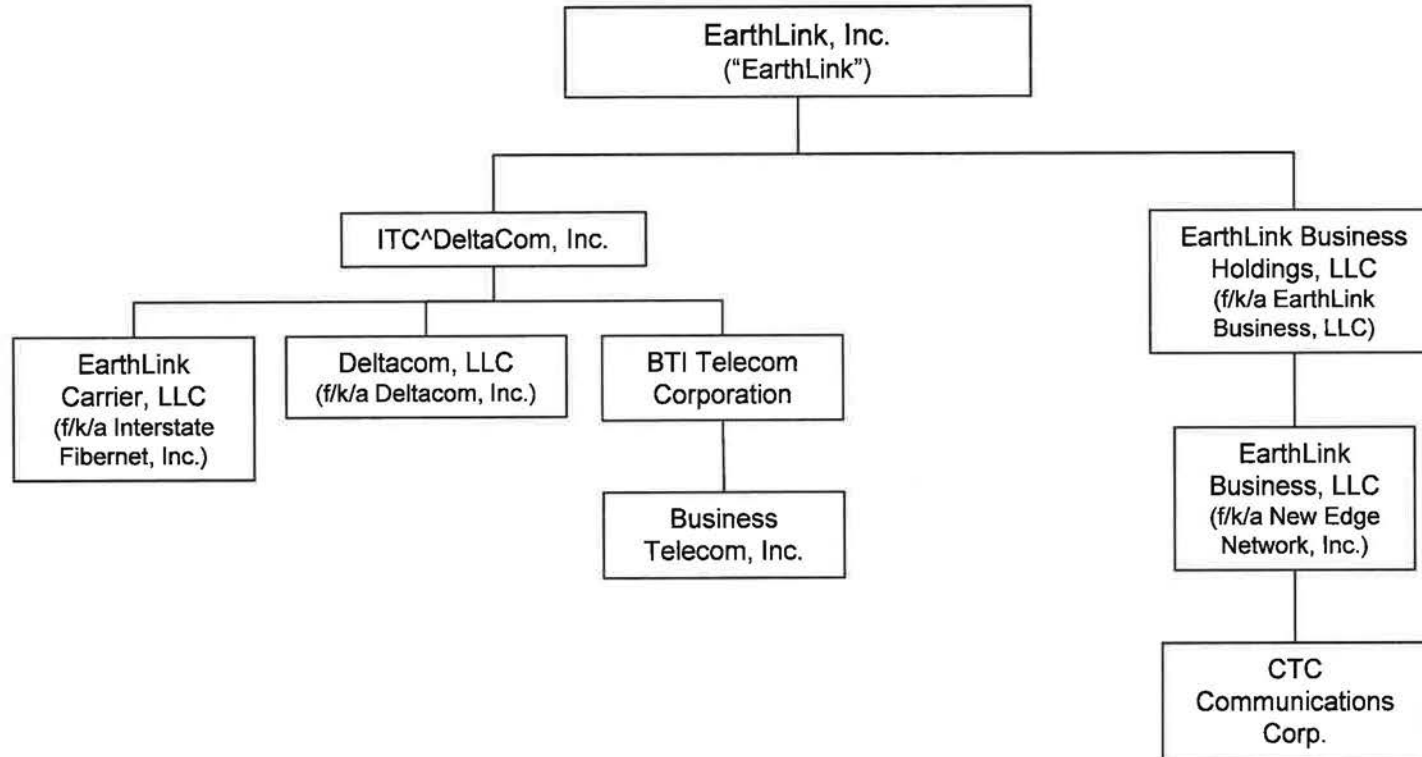 EarthLink, Inc.
(“EarthLink”)
ITC^DeltaCom, Inc.
EarthLink Business
Holdings, LLC
(f/k/a EarthLink
Business, LLC)
EarthLink
Carrier, LLC
(f/k/a Interstate
Fibernet, Inc.)
Deltacom, LLC
(f/k/a Deltacom, Inc.)
BTI Telecom
Corporation
Business
Telecom, Inc.
EarthLink
Business, LLC
(f/k/a New Edge
Network, Inc.)
CTC
Communications
Corp.